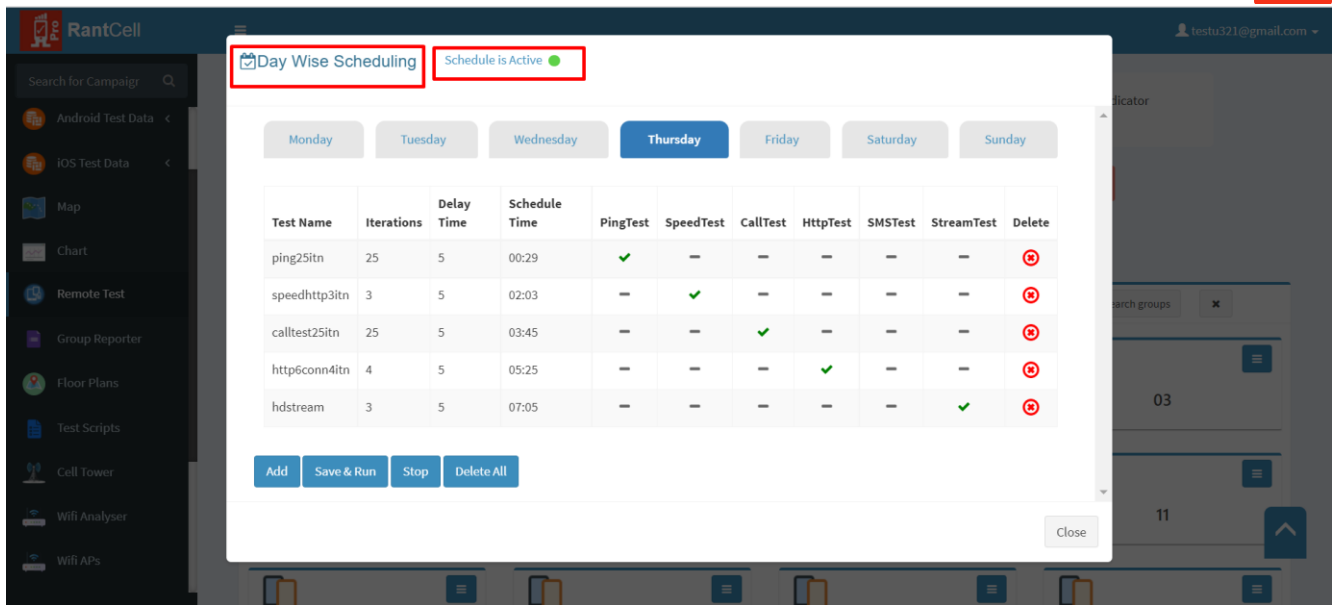 Pro
RantCell
testu321@gmail.com
Search for Campaigr
Android Test Data
iOS Test Data
Map
Chart
Remote Test
Group Reporter
Floor Plans
Test Scripts
Cell Tower
Wifi Analyser
Wifi APs
Day Wise Scheduling
Schedule is Active
Monday Tuesday Wednesday Thursday Friday Saturday Sunday
Test Name Iterations Delay Time Schedule Time PingTest SpeedTest CallTest HttpTest SMSTest StreamTest Delete
ping25itn 25 5 00:29
speedhttp3itn 3 5 02:03
calltest25itn 25 5 03:45
http6conn4itn 4 5 05:25
hdstream 3 5 07:05
Add Save & Run Stop Delete All
Close
groups
03
11